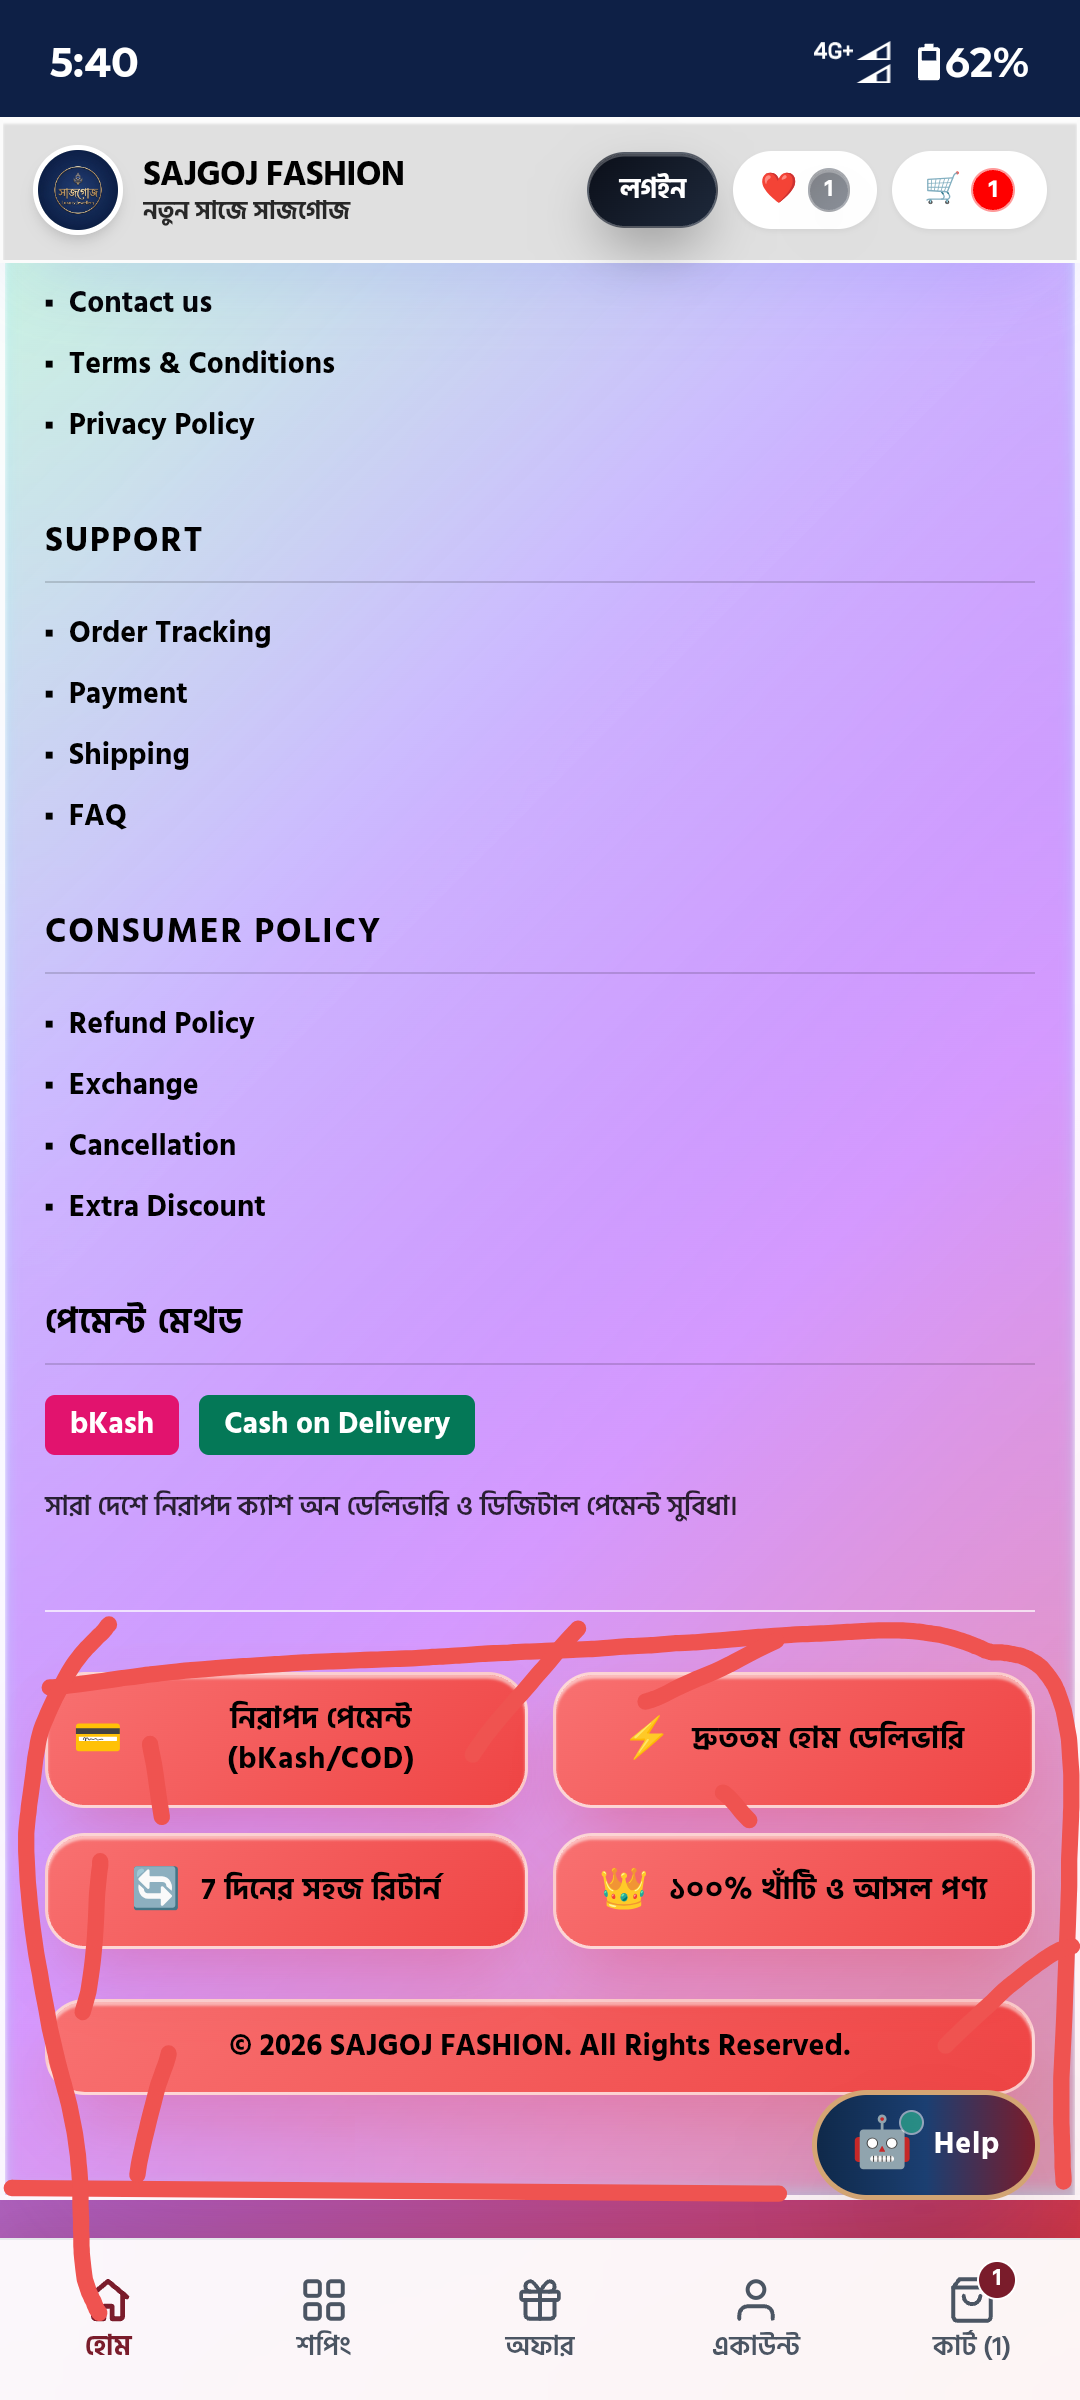 5:40
4G+
62%
সাজগোজ
SAJGOJ FASHION
নতুন সাজে সাজগোজ
লগইন
1
1
Contact us
Terms & Conditions
Privacy Policy
SUPPORT
Order Tracking
Payment
Shipping
FAQ
CONSUMER POLICY
Refund Policy
Exchange
Cancellation
Extra Discount
পেমেন্ট মেথড
bKash
Cash on Delivery
সারা দেশে নিরাপদ ক্যাশ অন ডেলিভারি ও ডিজিটাল পেমেন্ট সুবিধা।
নিরাপদ পেমেন্ট
(bKash/COD)
দ্রুততম হোম ডেলিভারি
7 দিনের সহজ রিটার্ন
১০০% খাঁটি ও আসল পণ্য
© 2026 SAJGOJ FASHION. All Rights Reserved.
Help
হোম
শপিং
অফার
একাউন্ট
1
কার্ট (1)